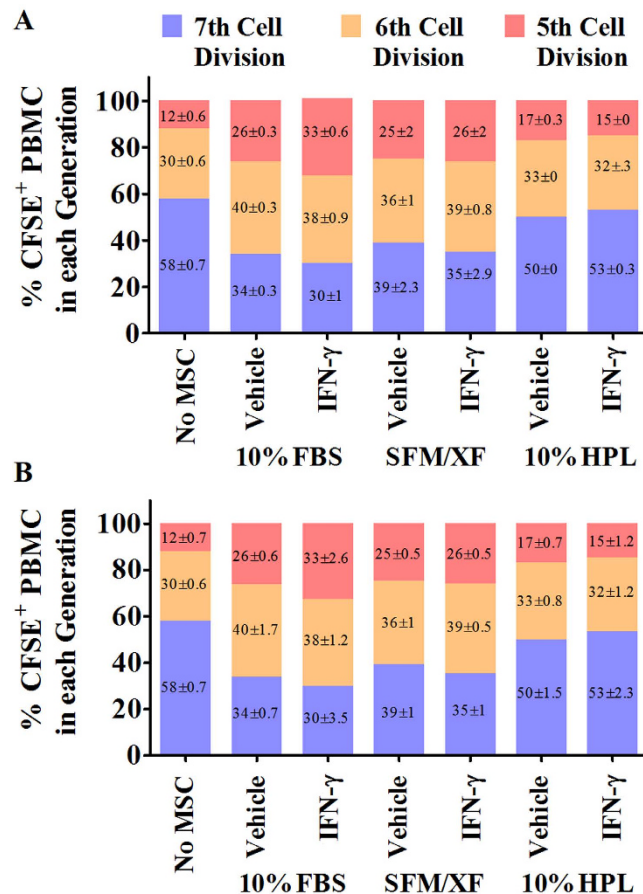 A
7th Cell Division
6th Cell Division
5th Cell Division
% CFSE+ PBMC
in each Generation
100
80
60
40
20
0
12±0.6
30±0.6
58±0.7
26±0.3
40±0.3
34±0.3
33±0.6
38±0.9
30±1
25±2
36±1
39±2.3
26±2
39±0.8
35±2.9
17±0.3
33±0
50±0
15±0
32±.3
53±0.3
No MSC
Vehicle
IFN-γ
Vehicle
IFN-γ
Vehicle
IFN-γ
10% FBS
SFM/XF
10% HPL
B
% CFSE+ PBMC
in each Generation
100
80
60
40
20
0
12±0.7
30±0.6
58±0.7
26±0.6
40±1.7
34±0.7
33±2.6
38±1.2
30±3.5
25±0.5
36±1
39±1
26±0.5
39±0.5
35±1
17±0.7
33±0.8
50±1.5
15±1.2
32±1.2
53±2.3
No MSC
Vehicle
IFN-γ
Vehicle
IFN-γ
Vehicle
IFN-γ
10% FBS
SFM/XF
10% HPL